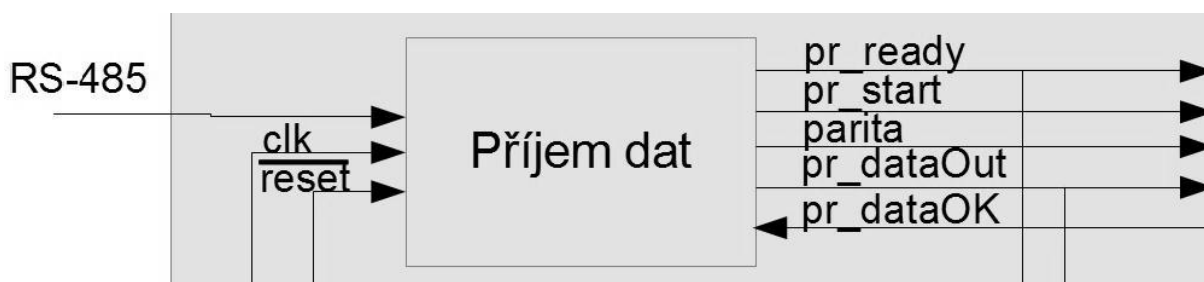 RS-485
clk
reset
Příjem dat
pr_ready
pr_start
parita
pr_dataOut
pr_dataOK